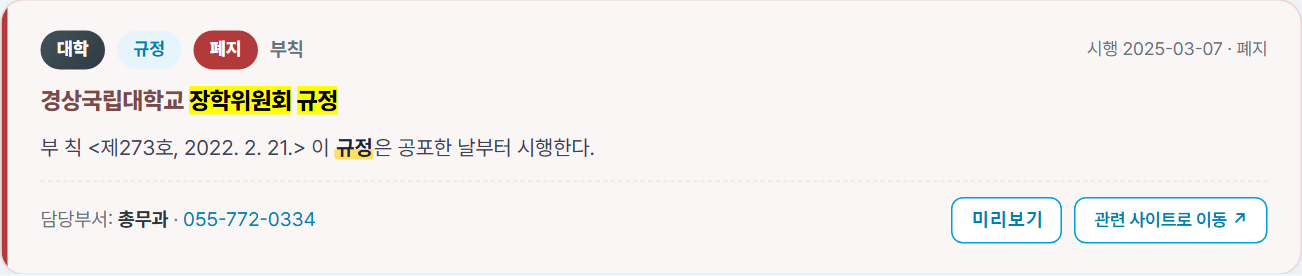 대학 규정 폐지 부칙 시행 2025-03-07 · 폐지
경상국립대학교 장학위원회 규정
부 칙 <제273호, 2022. 2. 21.> 이 규정은 공포한 날부터 시행한다.
담당부서: 총무과 · 055-772-0334 미리보기 관련 사이트로 이동 ↗